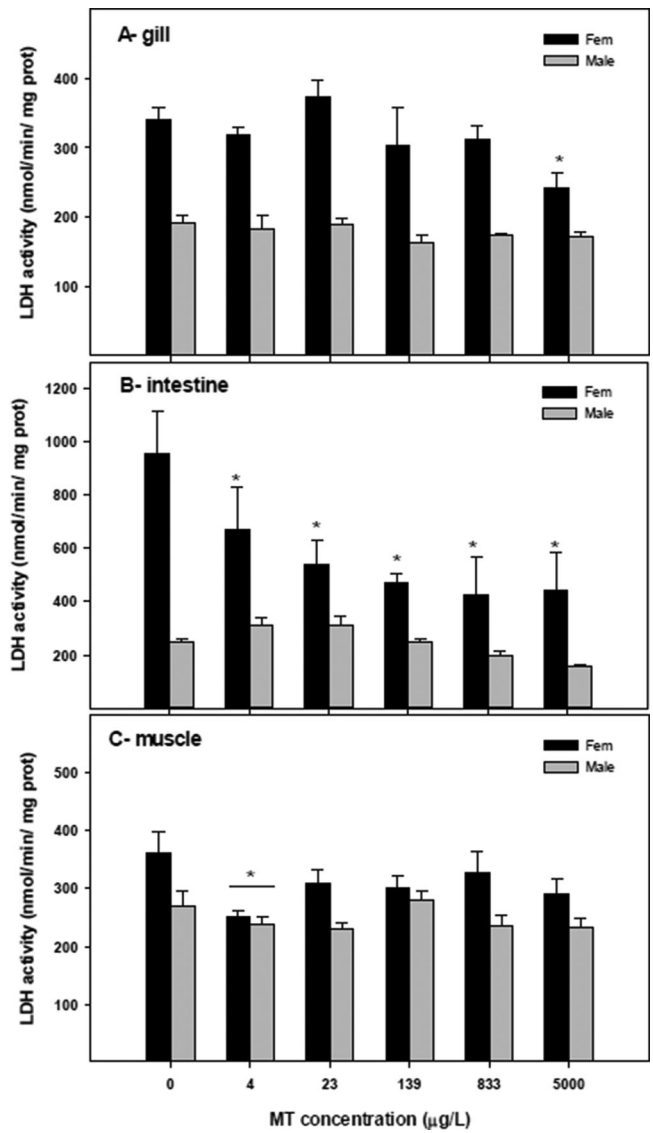 A- gill
Fem
Male
400
300
200
100
LDH activity (nmol/min/ mg prot)
*
B- intestine
Fem
Male
1200
1000
800
600
400
200
LDH activity (nmol/min/ mg prot)
* * * * *
C- muscle
Fem
Male
500
400
300
200
100
LDH activity (nmol/min/ mg prot)
*
0 4 23 139 833 5000
MT concentration (µg/L)